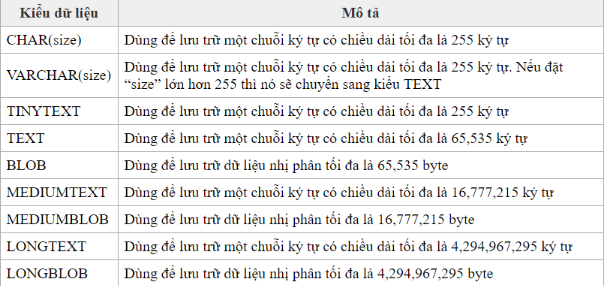 Kiểu dữ liệu Mô tả
CHAR(size) Dùng để lưu trữ một chuỗi ký tự có chiều dài tối đa là 255 ký tự
VARCHAR(size) Dùng để lưu trữ một chuỗi ký tự có chiều dài tối đa là 255 ký tự. Nếu đặt
“size” lớn hơn 255 thì nó sẽ chuyển sang kiểu TEXT
TINYTEXT Dùng để lưu trữ một chuỗi ký tự có chiều dài tối đa là 255 ký tự
TEXT Dùng để lưu trữ một chuỗi ký tự có chiều dài tối đa là 65,535 ký tự
BLOB Dùng để lưu trữ dữ liệu nhị phân tối đa là 65,535 byte
MEDIUMTEXT Dùng để lưu trữ một chuỗi ký tự có chiều dài tối đa là 16,777,215 ký tự
MEDIUMBLOB Dùng để lưu trữ dữ liệu nhị phân tối đa là 16,777,215 byte
LONGTEXT Dùng để lưu trữ một chuỗi ký tự có chiều dài tối đa là 4,294,967,295 ký tự
LONGBLOB Dùng để lưu trữ dữ liệu nhị phân tối đa là 4,294,967,295 byte